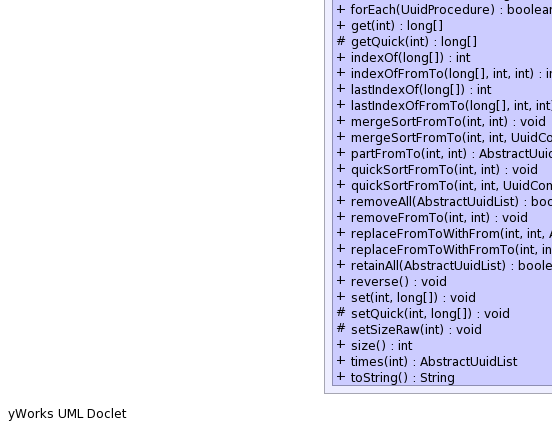 + forEach(UuidProcedure) : boolean
+ get(int) : long[]
# getQuick(int) : long[]
+ indexOf(long[]) : int
+ indexOfFromTo(long[], int, int) : i
+ lastIndexOf(long[]) : int
+ lastIndexOfFromTo(long[], int, int)
+ mergeSortFromTo(int, int) : void
+ mergeSortFromTo(int, int, UuidCo
+ partFromTo(int, int) : AbstractUuid
+ quickSortFromTo(int, int) : void
+ quickSortFromTo(int, int, UuidCom
+ removeAll(AbstractUuidList) : boo
+ removeFromTo(int, int) : void
+ replaceFromToWithFrom(int, int, A
+ replaceFromToWithFromTo(int, in
+ retainAll(AbstractUuidList) : boole
+ reverse() : void
+ set(int, long[]) : void
# setQuick(int, long[]) : void
# setSizeRaw(int) : void
+ size() : int
+ times(int) : AbstractUuidList
+ toString() : String
yWorks UML Doclet